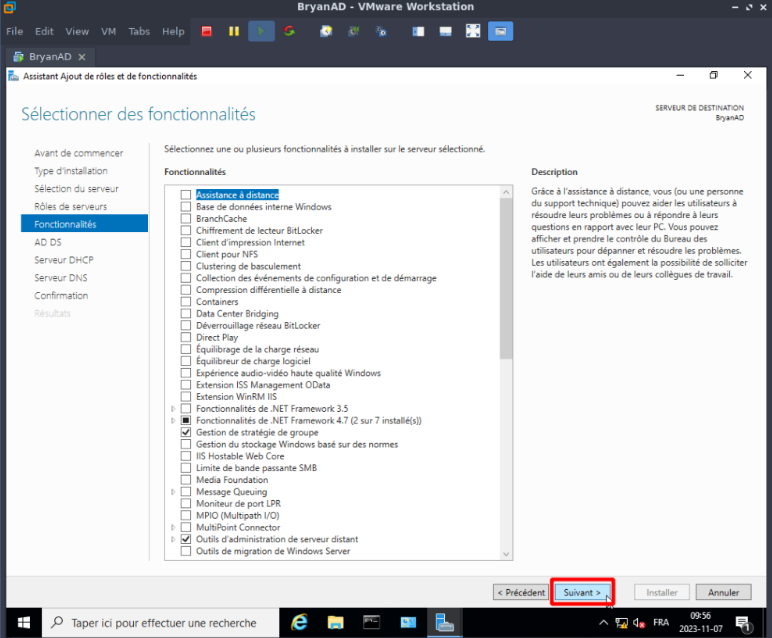 BryanAD - VMware Workstation
File Edit View VM Tabs Help
BryanAD
Assistant Ajout de rôles et de fonctionnalités
Sélectionner des fonctionnalités
SERVEUR DE DESTINATION
BryanAD
Avant de commencer
Type d'installation
Sélection du serveur
Rôles de serveurs
Fonctionnalités
AD DS
Serveur DHCP
Serveur DNS
Confirmation
Résultats
Sélectionnez une ou plusieurs fonctionnalités à installer sur le serveur sélectionné.
Fonctionnalités
Assistance à distance
Base de données interne Windows
BranchCache
Chiffrement de lecteur BitLocker
Client d'impression Internet
Client pour NFS
Clustering de basculement
Collection des événements de configuration et de démarrage
Compression différentielle à distance
Containers
Data Center Bridging
Déverrouillage réseau BitLocker
Direct Play
Équilibrage de la charge réseau
Équilibreur de charge logiciel
Expérience audio-vidéo haute qualité Windows
Extension ISS Management OData
Extension WinRM IIS
Fonctionnalités de .NET Framework 3.5
Fonctionnalités de .NET Framework 4.7 (2 sur 7 installé(s))
Gestion de stratégie de groupe
Gestion du stockage Windows basé sur des normes
IIS Hostable Web Core
Limite de bande passante SMB
Media Foundation
Message Queuing
Moniteur de port LPR
MPIO (Multipath I/O)
MultiPoint Connector
Outils d'administration de serveur distant
Outils de migration de Windows Server
Description
Grâce à l'assistance à distance, vous (ou une personne
du support technique) pouvez aider les utilisateurs à
résoudre leurs problèmes ou à répondre à leurs
questions en rapport avec leur PC. Vous pouvez
afficher et prendre le contrôle du Bureau des
utilisateurs pour dépanner et résoudre les problèmes.
Les utilisateurs ont également la possibilité de solliciter
l'aide de leurs amis ou de leurs collègues de travail.
< Précédent Suivant > Installer Annuler
Taper ici pour effectuer une recherche
FRA
09:56
2023-11-07
1